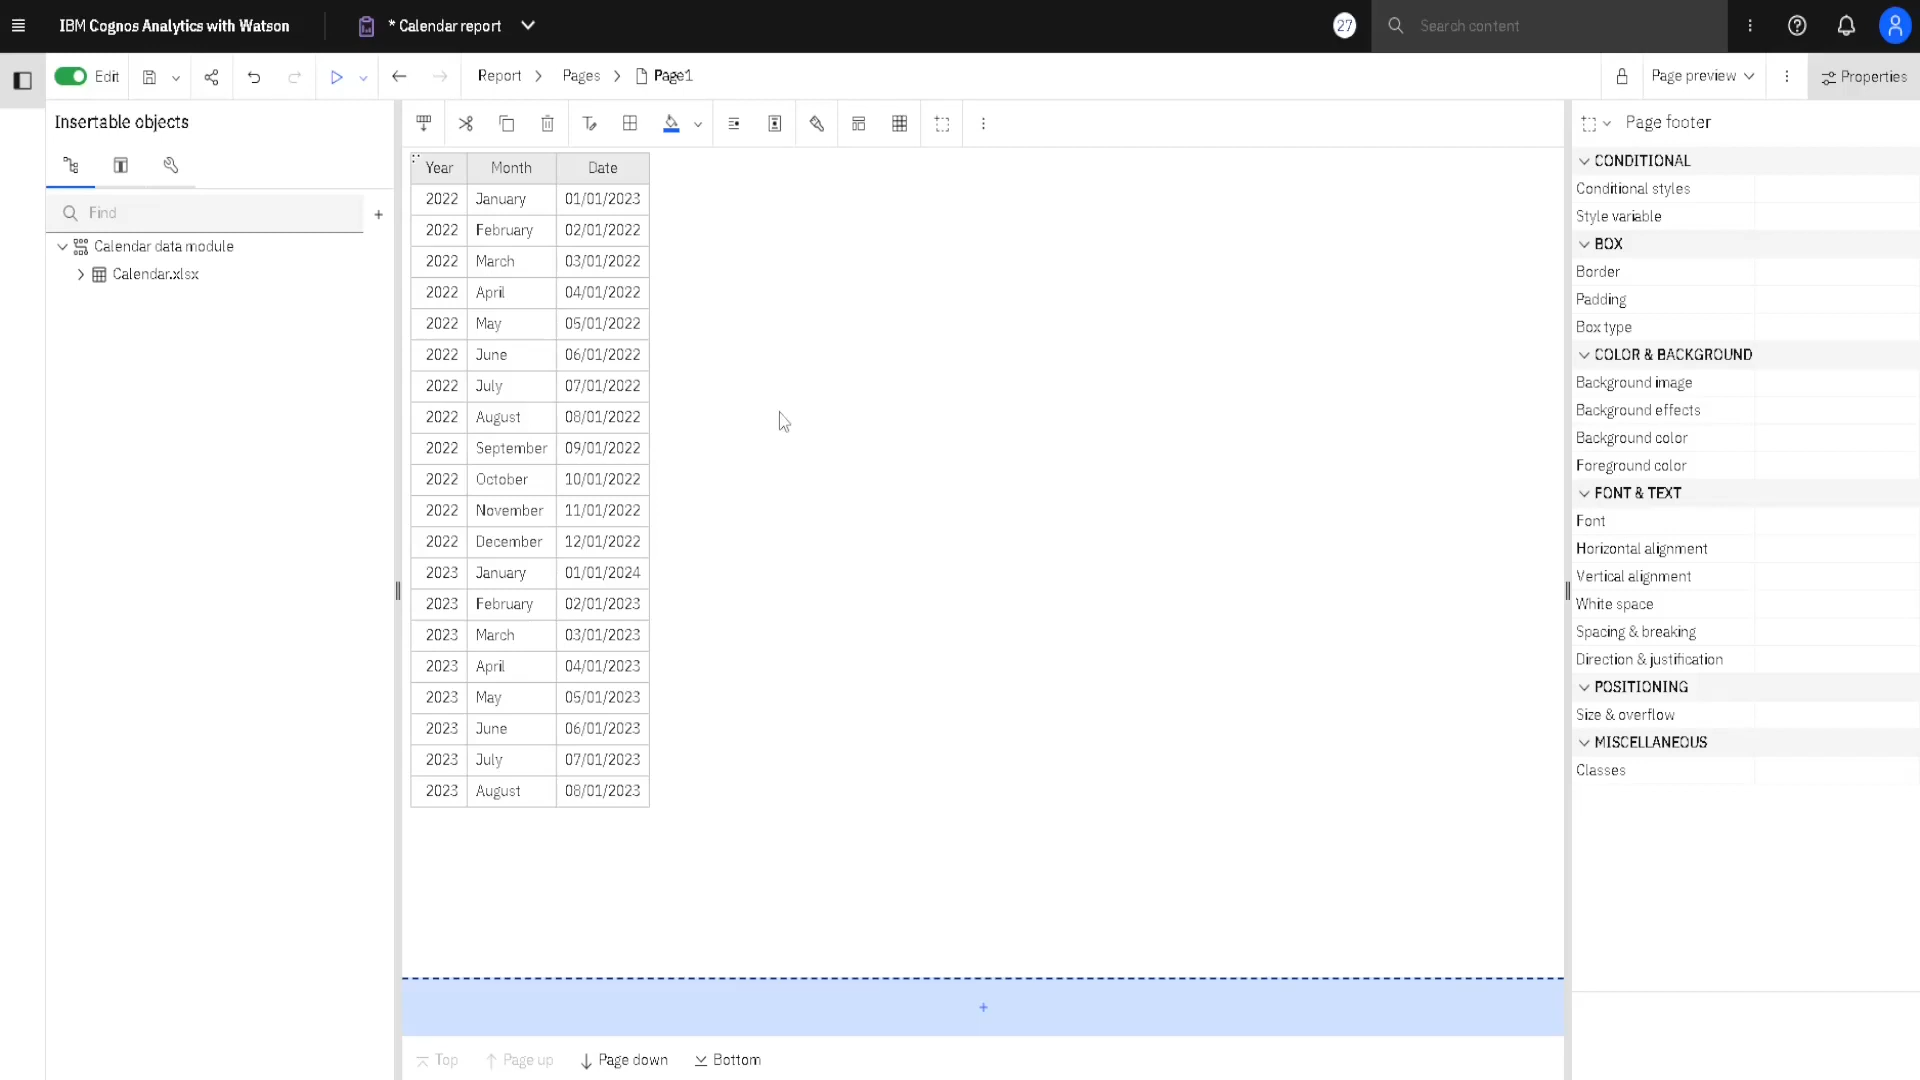 IBM Cognos Analytics with Watson
* Calendar report
27
Search content
Edit
Report
Pages
Page1
Page preview
Properties
Insertable objects
Find
+
Calendar data module
Calendar.xlsx
Year Month Date
2022 January 01/01/2023
2022 February 02/01/2022
2022 March 03/01/2022
2022 April 04/01/2022
2022 May 05/01/2022
2022 June 06/01/2022
2022 July 07/01/2022
2022 August 08/01/2022
2022 September 09/01/2022
2022 October 10/01/2022
2022 November 11/01/2022
2022 December 12/01/2022
2023 January 01/01/2024
2023 February 02/01/2023
2023 March 03/01/2023
2023 April 04/01/2023
2023 May 05/01/2023
2023 June 06/01/2023
2023 July 07/01/2023
2023 August 08/01/2023
+
Top
Page up
Page down
Bottom
Page footer
CONDITIONAL
Conditional styles
Style variable
BOX
Border
Padding
Box type
COLOR & BACKGROUND
Background image
Background effects
Background color
Foreground color
FONT & TEXT
Font
Horizontal alignment
Vertical alignment
White space
Spacing & breaking
Direction & justification
POSITIONING
Size & overflow
MISCELLANEOUS
Classes